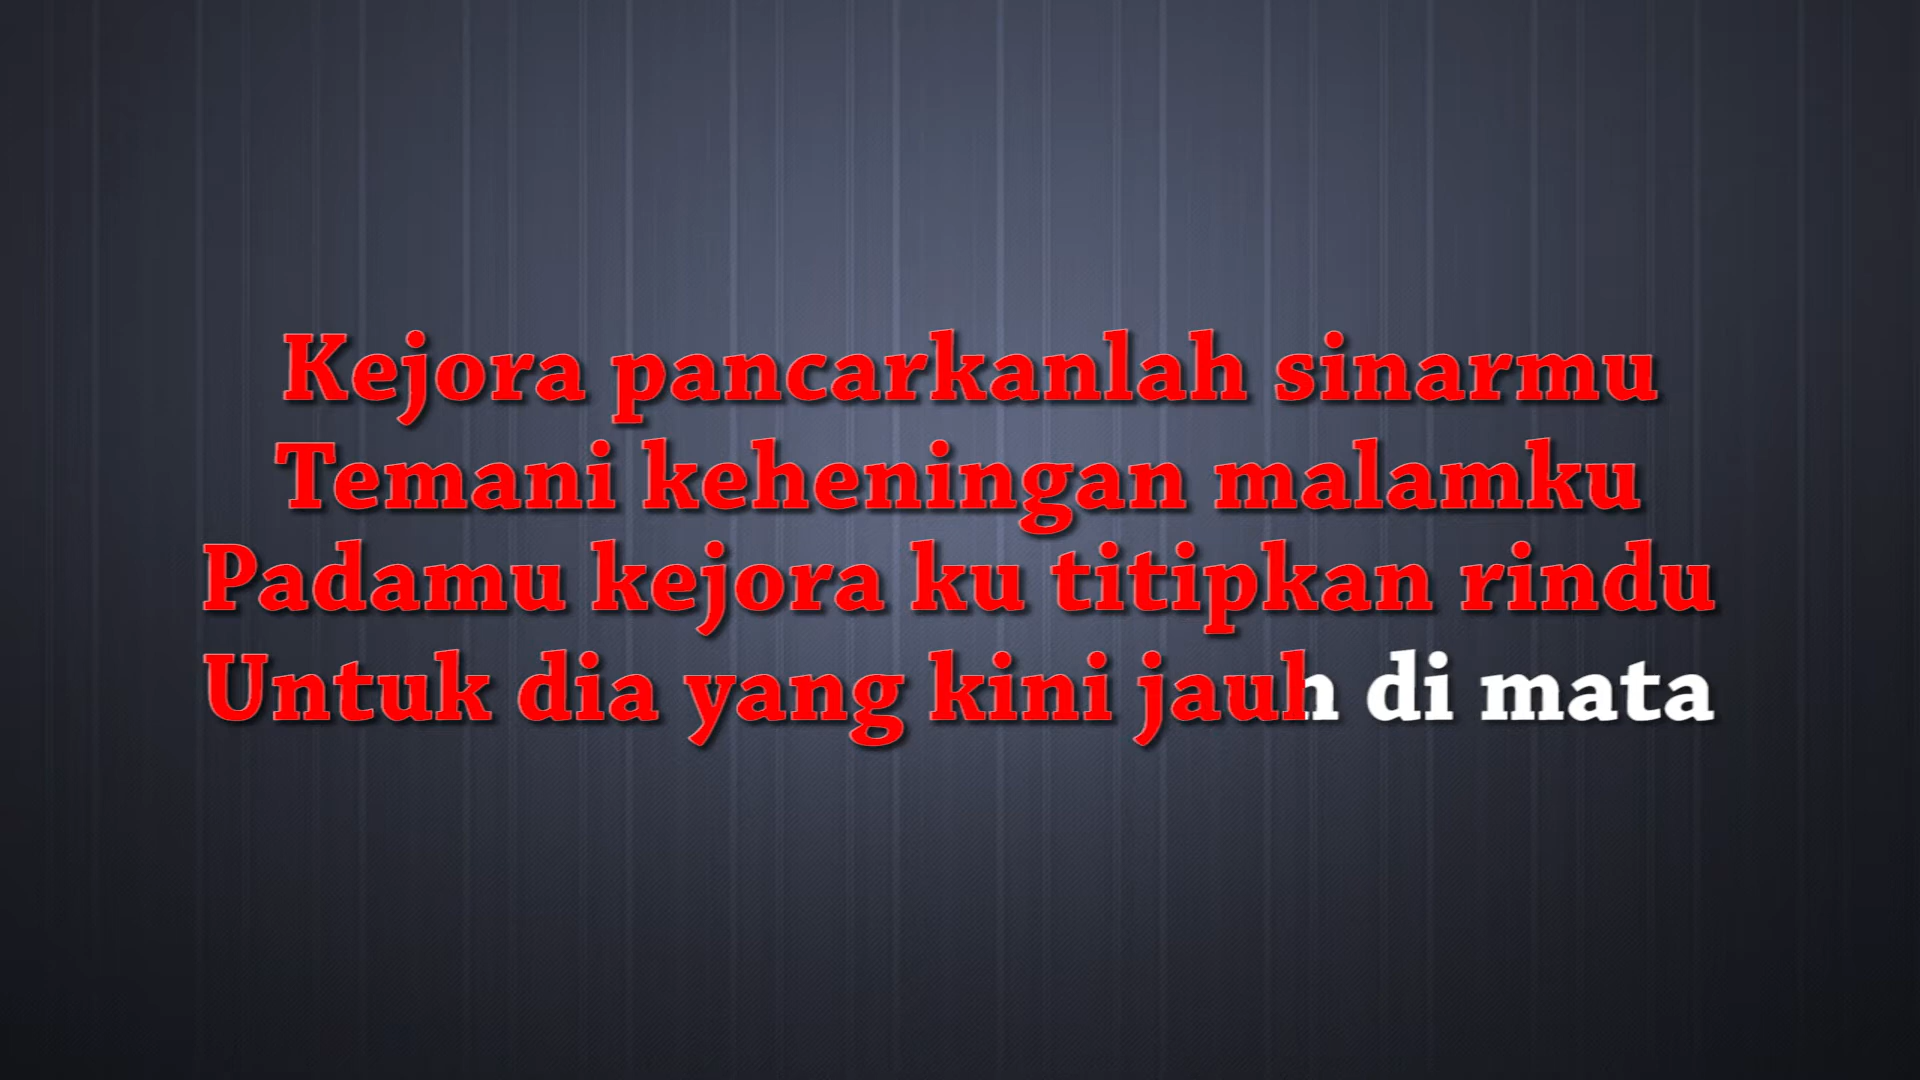 Kejora pancarkanlah sinarmu
Temani keheningan malamku
Padamu kejora ku titipkan rindu
Untuk dia yang kini jauh di mata